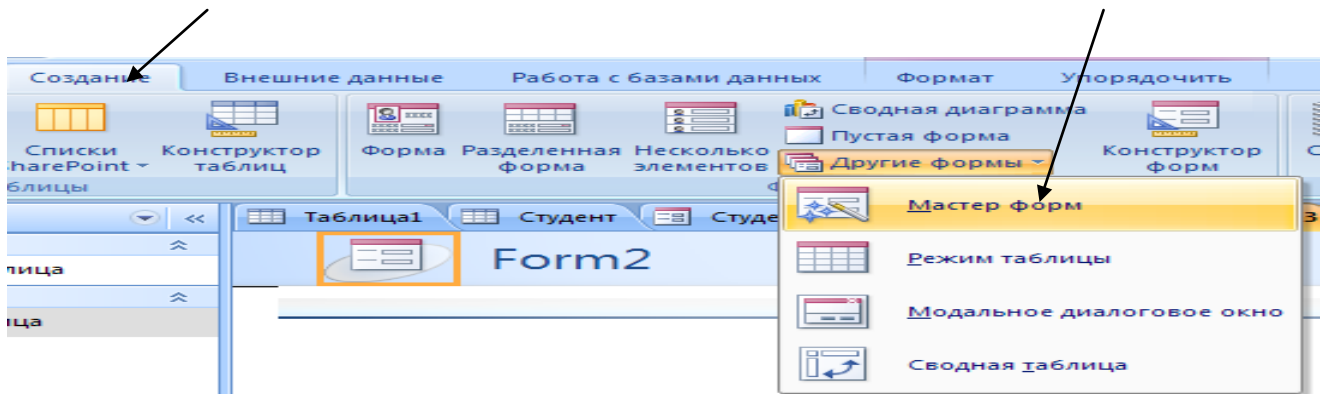 Создание Внешние данные Работа с базами данных Формат Упорядочить
Списки SharePoint
Конструктор таблиц
Форма
Разделенная форма
Несколько элементов
Сводная диаграмма
Пустая форма
Другие формы
Конструктор форм
Таблица1 Студент
Form2
Мастер форм
Режим таблицы
Модальное диалоговое окно
Сводная таблица